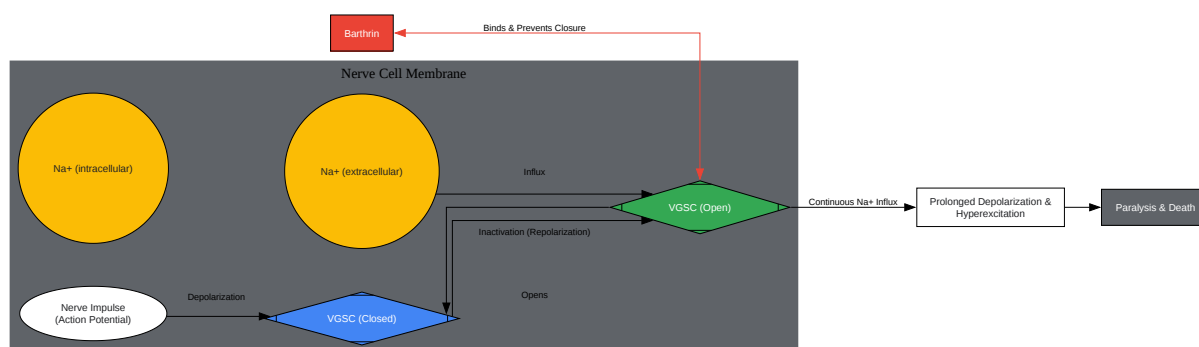 Barthrin
Binds & Prevents Closure
Nerve Cell Membrane
Na+ (intracellular)
Na+ (extracellular)
Influx
VGSC (Open)
Continuous Na+ Influx
Prolonged Depolarization &
Hyperexcitation
Paralysis & Death
Inactivation (Repolarization)
Depolarization
Opens
Nerve Impulse
(Action Potential)
VGSC (Closed)